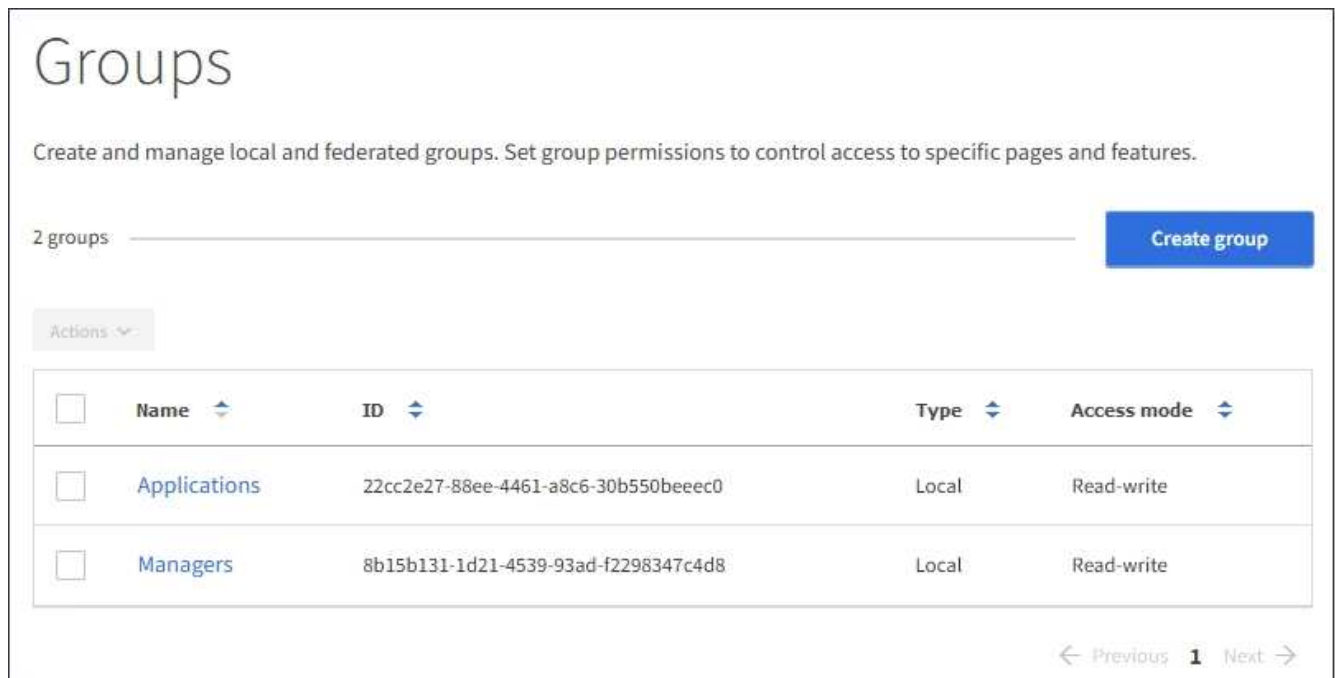 Groups
Create and manage local and federated groups. Set group permissions to control access to specific pages and features.
2 groups
Create group
Actions
Name ID Type Access mode
Applications 22cc2e27-88ee-4461-a8c6-30b550beeec0 Local Read-write
Managers 8b15b131-1d21-4539-93ad-f2298347c4d8 Local Read-write
← Previous 1 Next →